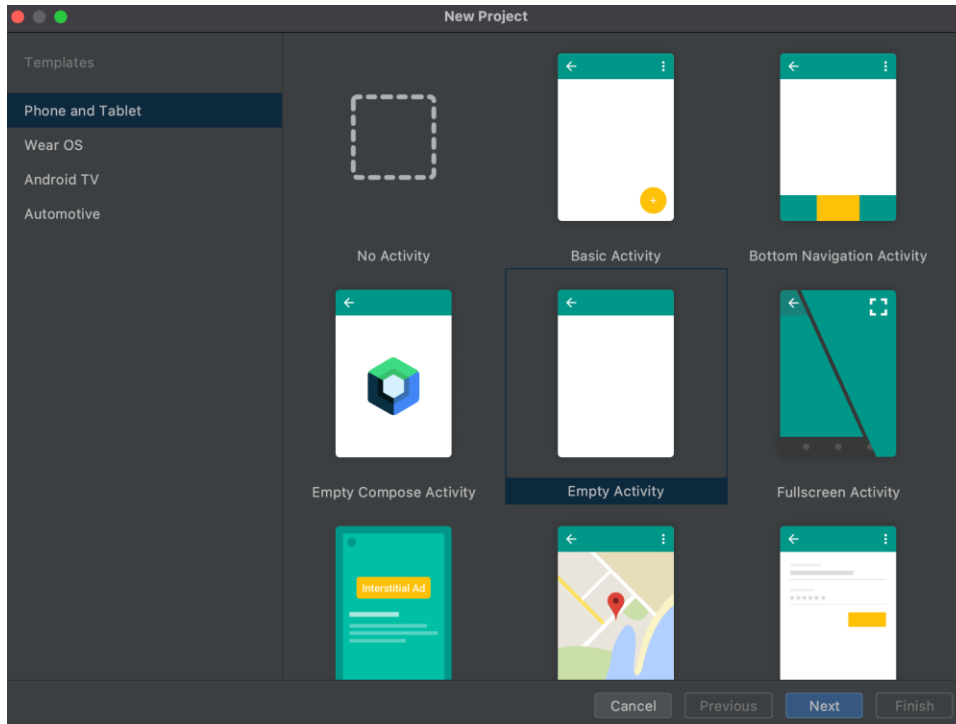 New Project
Templates
Phone and Tablet
Wear OS
Android TV
Automotive
No Activity
Basic Activity
Bottom Navigation Activity
Empty Compose Activity
Empty Activity
Fullscreen Activity
Interstitial Ad
Cancel
Previous
Next
Finish